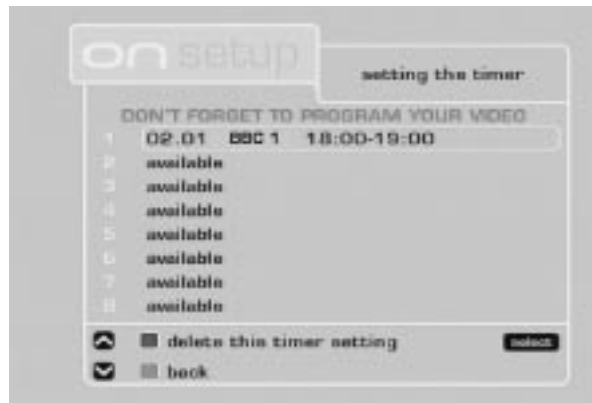 on setup
setting the timer
DON'T FORGET TO PROGRAM YOUR VIDEO
1 02.01 BBC 1 18:00-19:00
2 available
3 available
4 available
5 available
6 available
7 available
8 available
delete this timer setting select
back